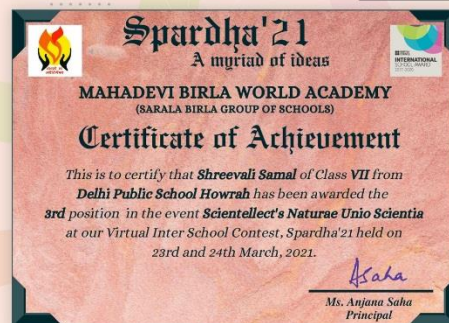 Spardha'21
A myriad of ideas
INTERNATIONAL
SCHOOL AWARD
MAHADEVI BIRLA WORLD ACADEMY
(SARALA BIRLA GROUP OF SCHOOLS)
Certificate of Achievement
This is to certify that Shreevali Samal of Class VII from
Delhi Public School Howrah has been awarded the
3rd position in the event Scientellect's Naturae Unio Scientia
at our Virtual Inter School Contest, Spardha'21 held on
23rd and 24th March, 2021.
ASaha
Ms. Anjana Saha
Principal